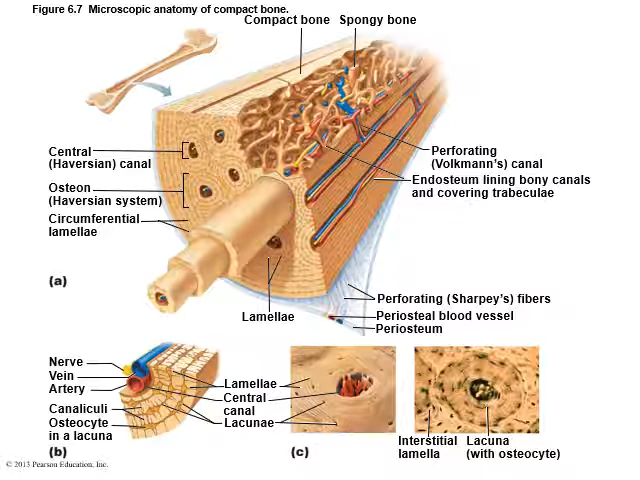 Figure 6.7 Microscopic anatomy of compact bone.
Compact bone
Spongy bone
Central
(Haversian) canal
Osteon
(Haversian system)
Circumferential
lamellae
Perforating
(Volkmann's) canal
Endosteum lining bony canals
and covering trabeculae
(a)
Lamellae
Perforating (Sharpey's) fibers
Periosteal blood vessel
Periosteum
Nerve
Vein
Artery
Canaliculi
Osteocyte
in a lacuna
(b)
Lamellae
Central
canal
Lacunae
(c)
Interstitial
lamella
Lacuna
(with osteocyte)
© 2013 Pearson Education, Inc.